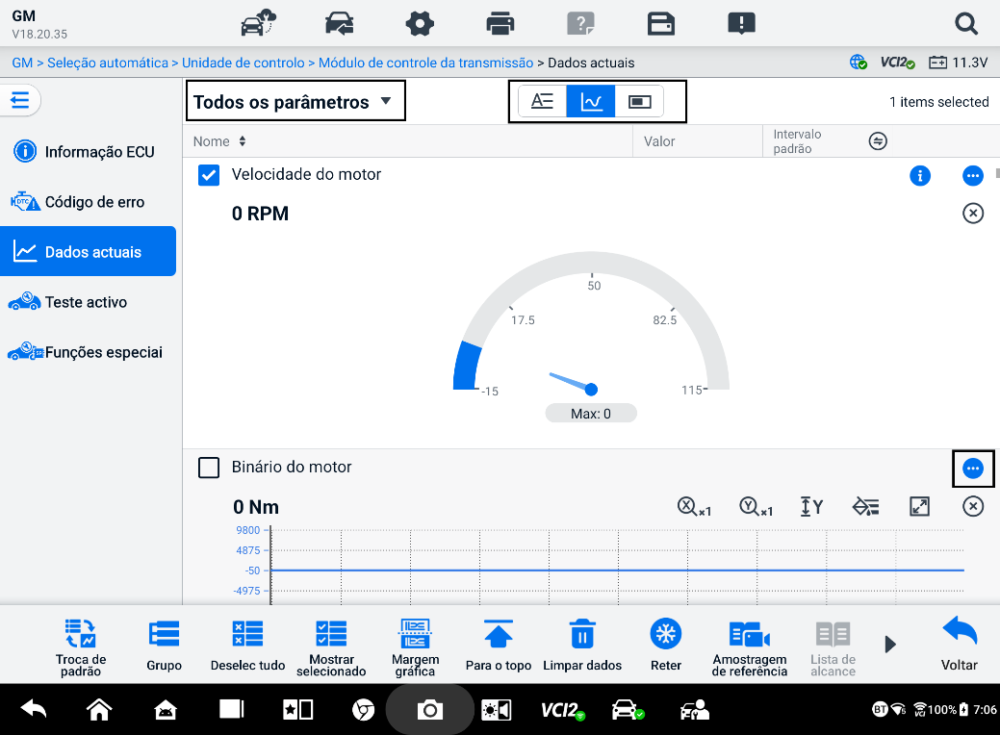 GM
V18.20.35
GM > Seleção automática > Unidade de controlo > Módulo de controle da transmissão > Dados actuais
VCI2
11.3V
Todos os parâmetros
1 items selected
Informação ECU
Código de erro
Dados actuais
Teste activo
Funções especiai
Nome
Valor
Intervalo
padrão
Velocidade do motor
0 RPM
50
17.5
82.5
-15
115
Max: 0
Binário do motor
0 Nm
X x1
Y x1
Y
9800
4875
-50
-4975
Troca de
padrão
Grupo
Deselec tudo
Mostrar
selecionado
Margem
gráfica
Para o topo
Limpar dados
Reter
Amostragem
de referência
Lista de
alcance
Voltar
VCI2
BT
100%
7:06